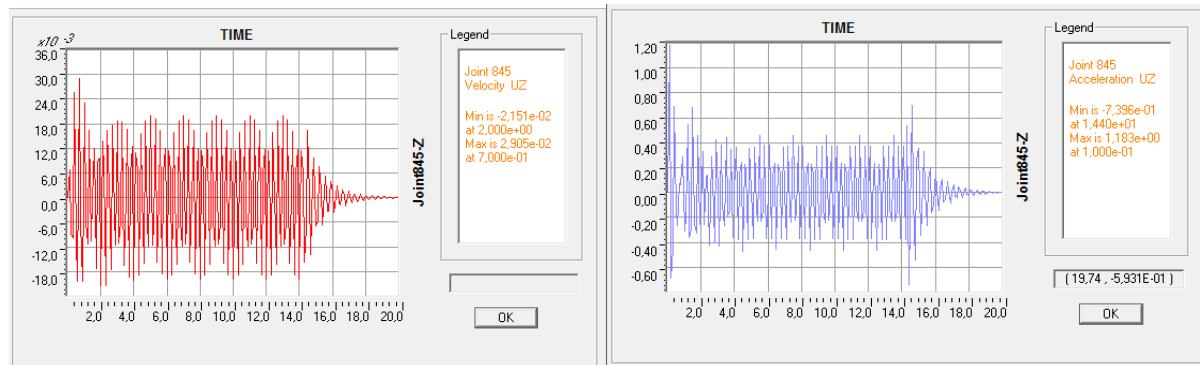 TIME
x10 -3
36,0
30,0
24,0
18,0
12,0
6,0
0,0
-6,0
-12,0
-18,0
2,0 4,0 6,0 8,0 10,0 12,0 14,0 16,0 18,0 20,0
Joint845-Z
Legend
Joint 845
Velocity UZ
Min is -2,151e-02
at 2,000e+00
Max is 2,905e-02
at 7,000e-01
OK
TIME
1,20
1,00
0,80
0,60
0,40
0,20
0,00
-0,20
-0,40
-0,60
2,0 4,0 6,0 8,0 10,0 12,0 14,0 16,0 18,0 20,0
Joint845-Z
Legend
Joint 845
Acceleration UZ
Min is -7,396e-01
at 1,440e+01
Max is 1,183e+00
at 1,000e-01
( 19,74 , -5,931E-01 )
OK